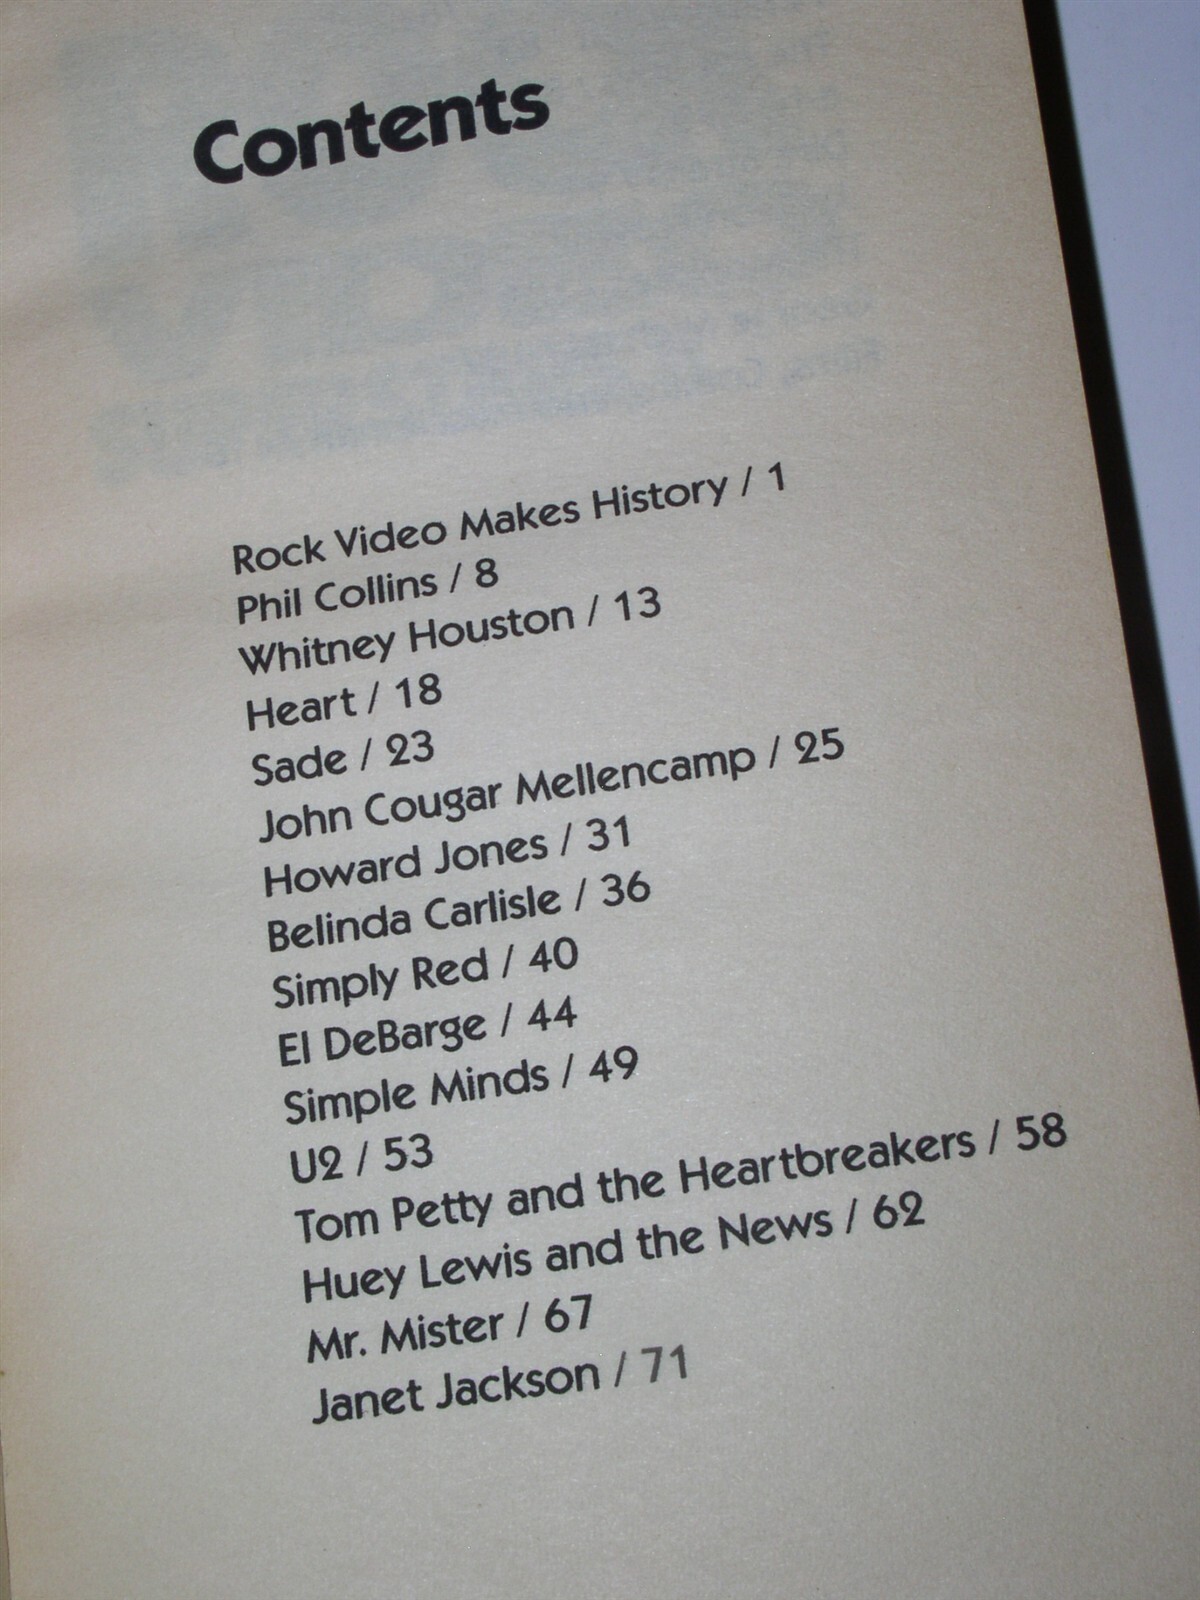 Contents
Rock Video Makes History / 1
Phil Collins / 8
Whitney Houston / 13
Heart / 18
Sade / 23
John Cougar Mellencamp / 25
Howard Jones / 31
Belinda Carlisle / 36
Simply Red / 40
El DeBarge / 44
Simple Minds / 49
U2 / 53
Tom Petty and the Heartbreakers / 58
Huey Lewis and the News / 62
Mr. Mister / 67
Janet Jackson / 71